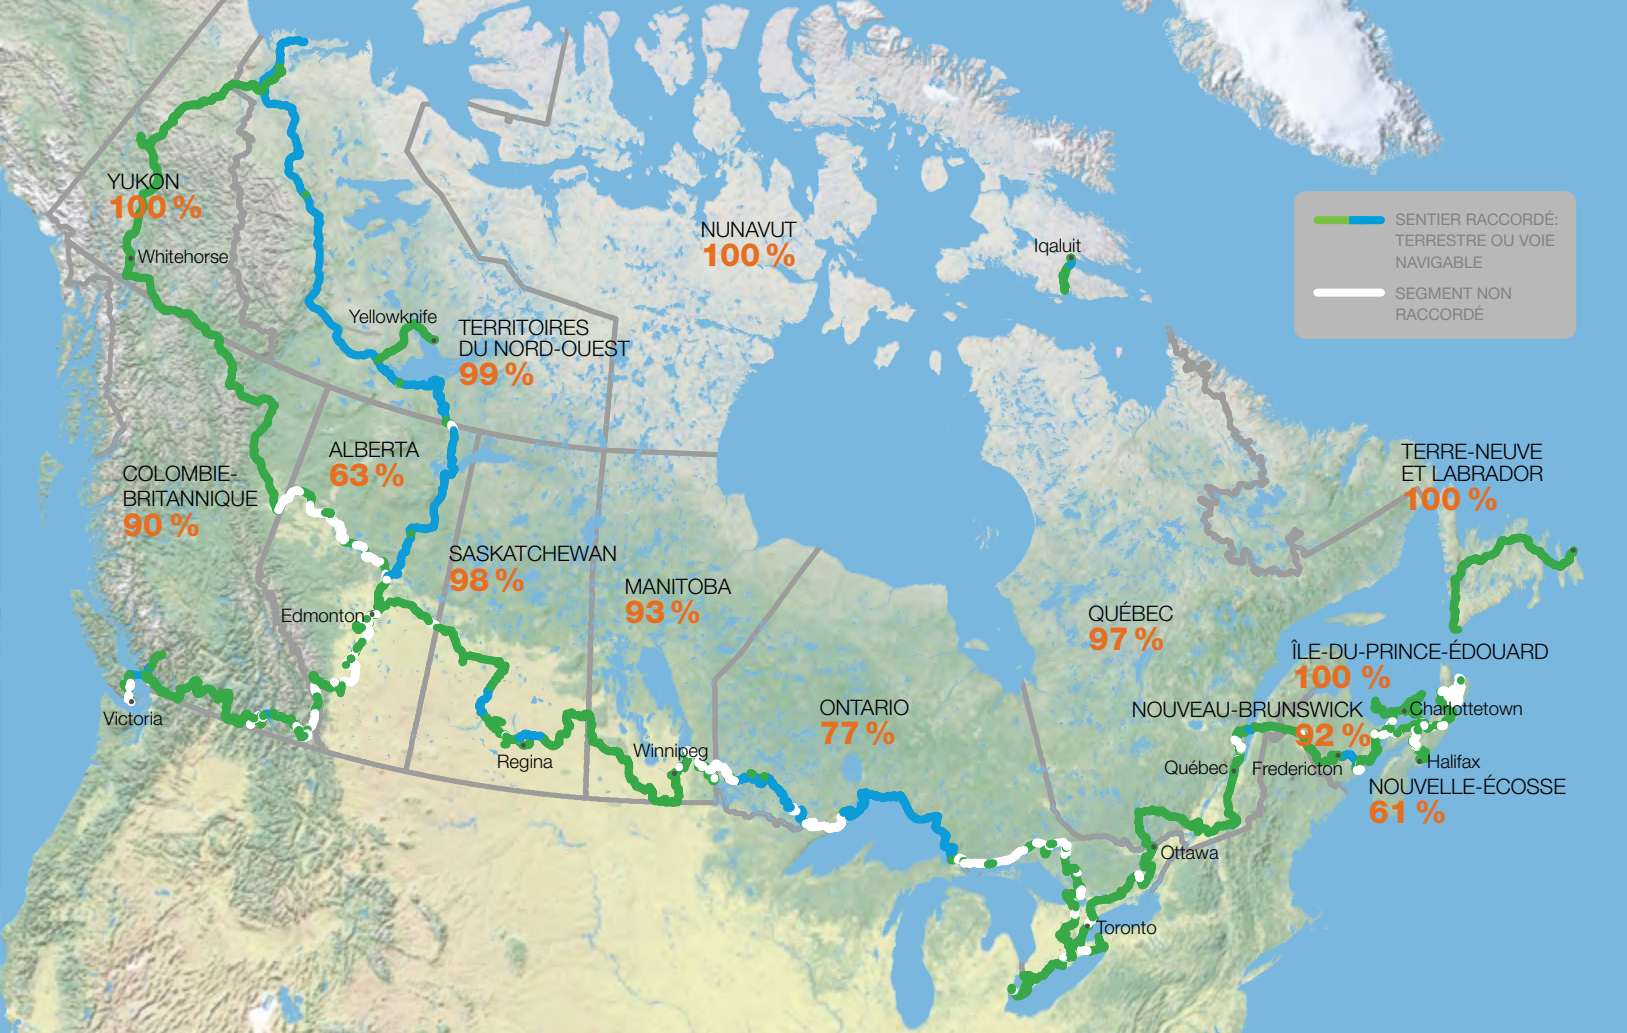 YUKON
100 %
Whitehorse
NUNAVUT
100 %
Iqaluit
SENTIER RACCORDÉ:
TERRESTRE OU VOIE
NAVIGABLE
SEGMENT NON
RACCORDÉ
Yellowknife
TERRITOIRES
DU NORD-OUEST
99 %
ALBERTA
63 %
COLOMBIE-
BRITANNIQUE
90 %
TERRE-NEUVE
ET LABRADOR
100 %
SASKATCHEWAN
98 %
MANITOBA
93 %
Edmonton
QUÉBEC
97 %
ÎLE-DU-PRINCE-ÉDOUARD
100 %
Victoria
ONTARIO
77 %
NOUVEAU-BRUNSWICK
92 %
Charlottetown
Winnipeg
Regina
Québec
Fredericton
Halifax
NOUVELLE-ÉCOSSE
61 %
Ottawa
Toronto